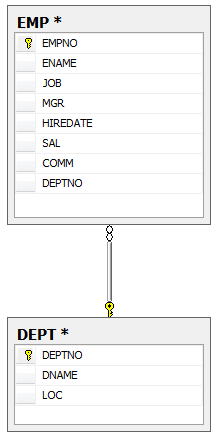 EMP *
EMPNO
ENAME
JOB
MGR
HIREDATE
SAL
COMM
DEPTNO
DEPT *
DEPTNO
DNAME
LOC